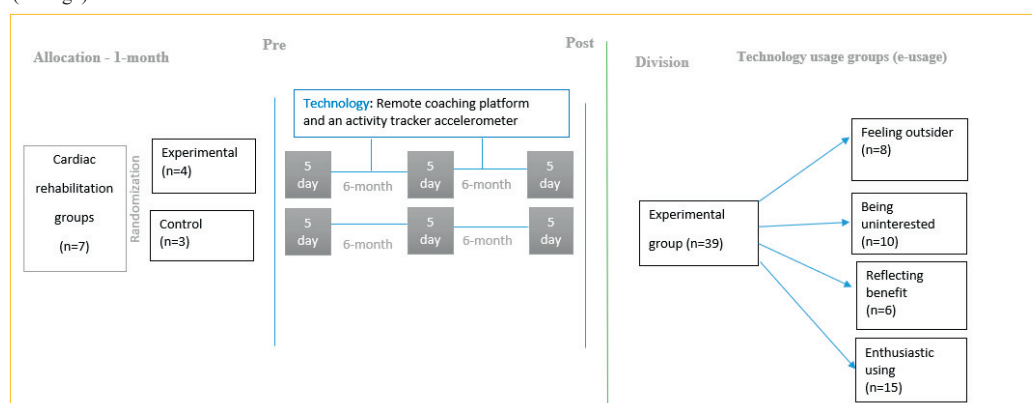 Allocation - 1-month
Pre
Post
Division
Technology usage groups (e-usage)
Technology: Remote coaching platform
and an activity tracker accelerometer
Cardiac
rehabilitation
groups
(n=7)
Randomization
Experimental
(n=4)
Control
(n=3)
5
day
6-month
5
day
6-month
5
day
5
day
6-month
5
day
6-month
5
day
Experimental
group (n=39)
Feeling outsider
(n=8)
Being
uninterested
(n=10)
Reflecting
benefit
(n=6)
Enthusiastic
using
(n=15)